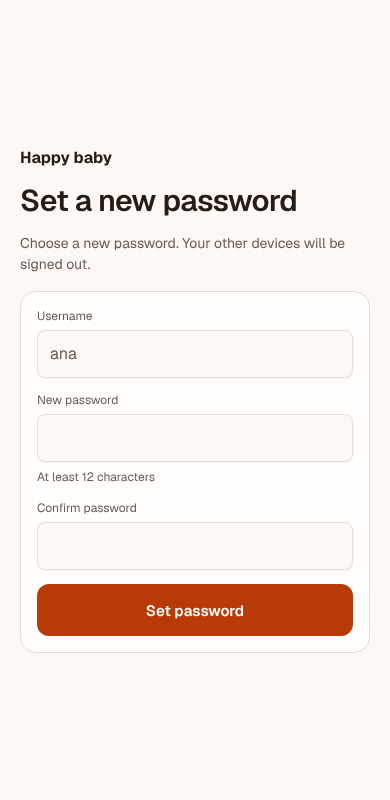 Happy baby
Set a new password
Choose a new password. Your other devices will be
signed out.
Username
ana
New password
At least 12 characters
Confirm password
Set password